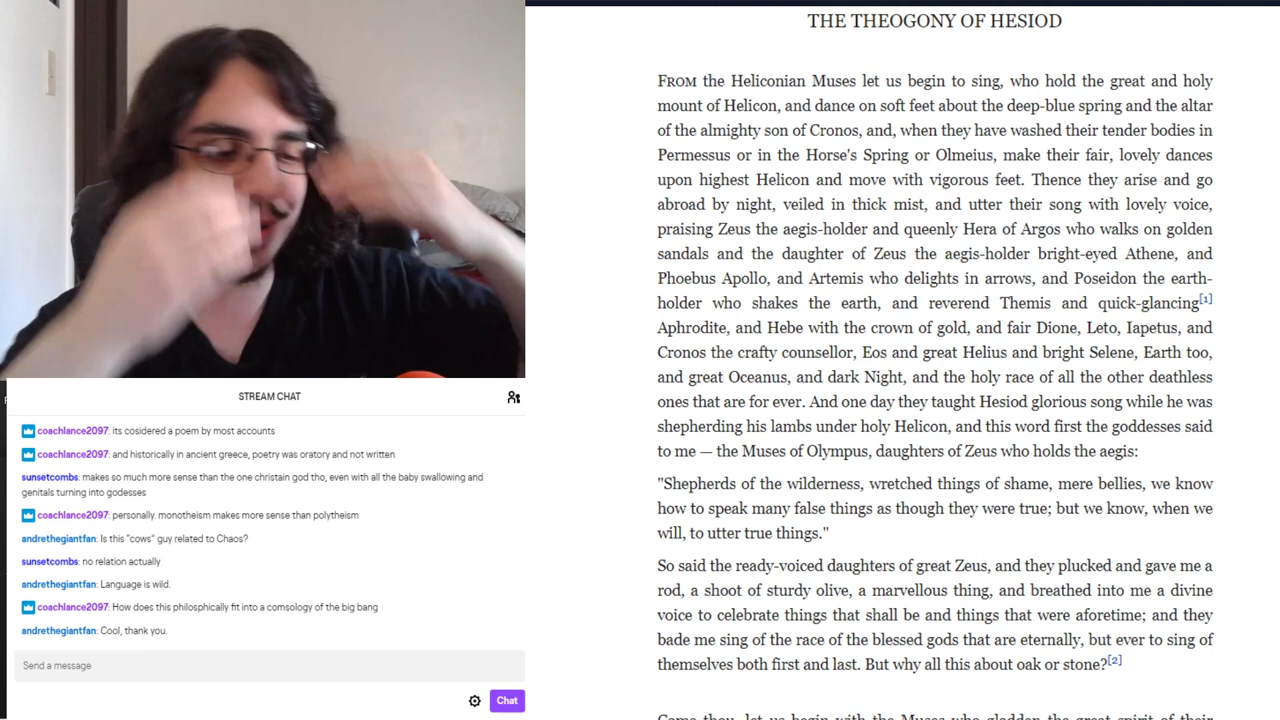 THE THEOGONY OF HESIOD
FROM the Heliconian Muses let us begin to sing, who hold the great and holy
mount of Helicon, and dance on soft feet about the deep-blue spring and the altar
of the almighty son of Cronos, and, when they have washed their tender bodies in
Permessus or in the Horse's Spring or Olmeius, make their fair, lovely dances
upon highest Helicon and move with vigorous feet. Thence they arise and go
abroad by night, veiled in thick mist, and utter their song with lovely voice,
praising Zeus the aegis-holder and queenly Hera of Argos who walks on golden
sandals and the daughter of Zeus the aegis-holder bright-eyed Athene, and
Phoebus Apollo, and Artemis who delights in arrows, and Poseidon the earth-
holder who shakes the earth, and reverend Themis and quick-glancing[1]
Aphrodite, and Hebe with the crown of gold, and fair Dione, Leto, Iapetus, and
Cronos the crafty counsellor, Eos and great Helius and bright Selene, Earth too,
and great Oceanus, and dark Night, and the holy race of all the other deathless
ones that are for ever. And one day they taught Hesiod glorious song while he was
shepherding his lambs under holy Helicon, and this word first the goddesses said
to me — the Muses of Olympus, daughters of Zeus who holds the aegis:
"Shepherds of the wilderness, wretched things of shame, mere bellies, we know
how to speak many false things as though they were true; but we know, when we
will, to utter true things."
So said the ready-voiced daughters of great Zeus, and they plucked and gave me a
rod, a shoot of sturdy olive, a marvellous thing, and breathed into me a divine
voice to celebrate things that shall be and things that were aforetime; and they
bade me sing of the race of the blessed gods that are eternally, but ever to sing of
themselves both first and last. But why all this about oak or stone?[2]
Come thou, let us begin with the Muses who gladden the great spirit of their
STREAM CHAT
coachlance2097: its cosidered a poem by most accounts
coachlance2097: and historically in ancient greece, poetry was oratory and not written
sunsetcombs: makes so much more sense than the one christain god tho, even with all the baby swallowing and
genitals turning into godesses
coachlance2097: personally. monotheism makes more sense than polytheism
andrethegiantfan: Is this "cows" guy related to Chaos?
sunsetcombs: no relation actually
andrethegiantfan: Language is wild.
coachlance2097: How does this philsphically fit into a comsology of the big bang
andrethegiantfan: Cool, thank you.
Send a message
Chat